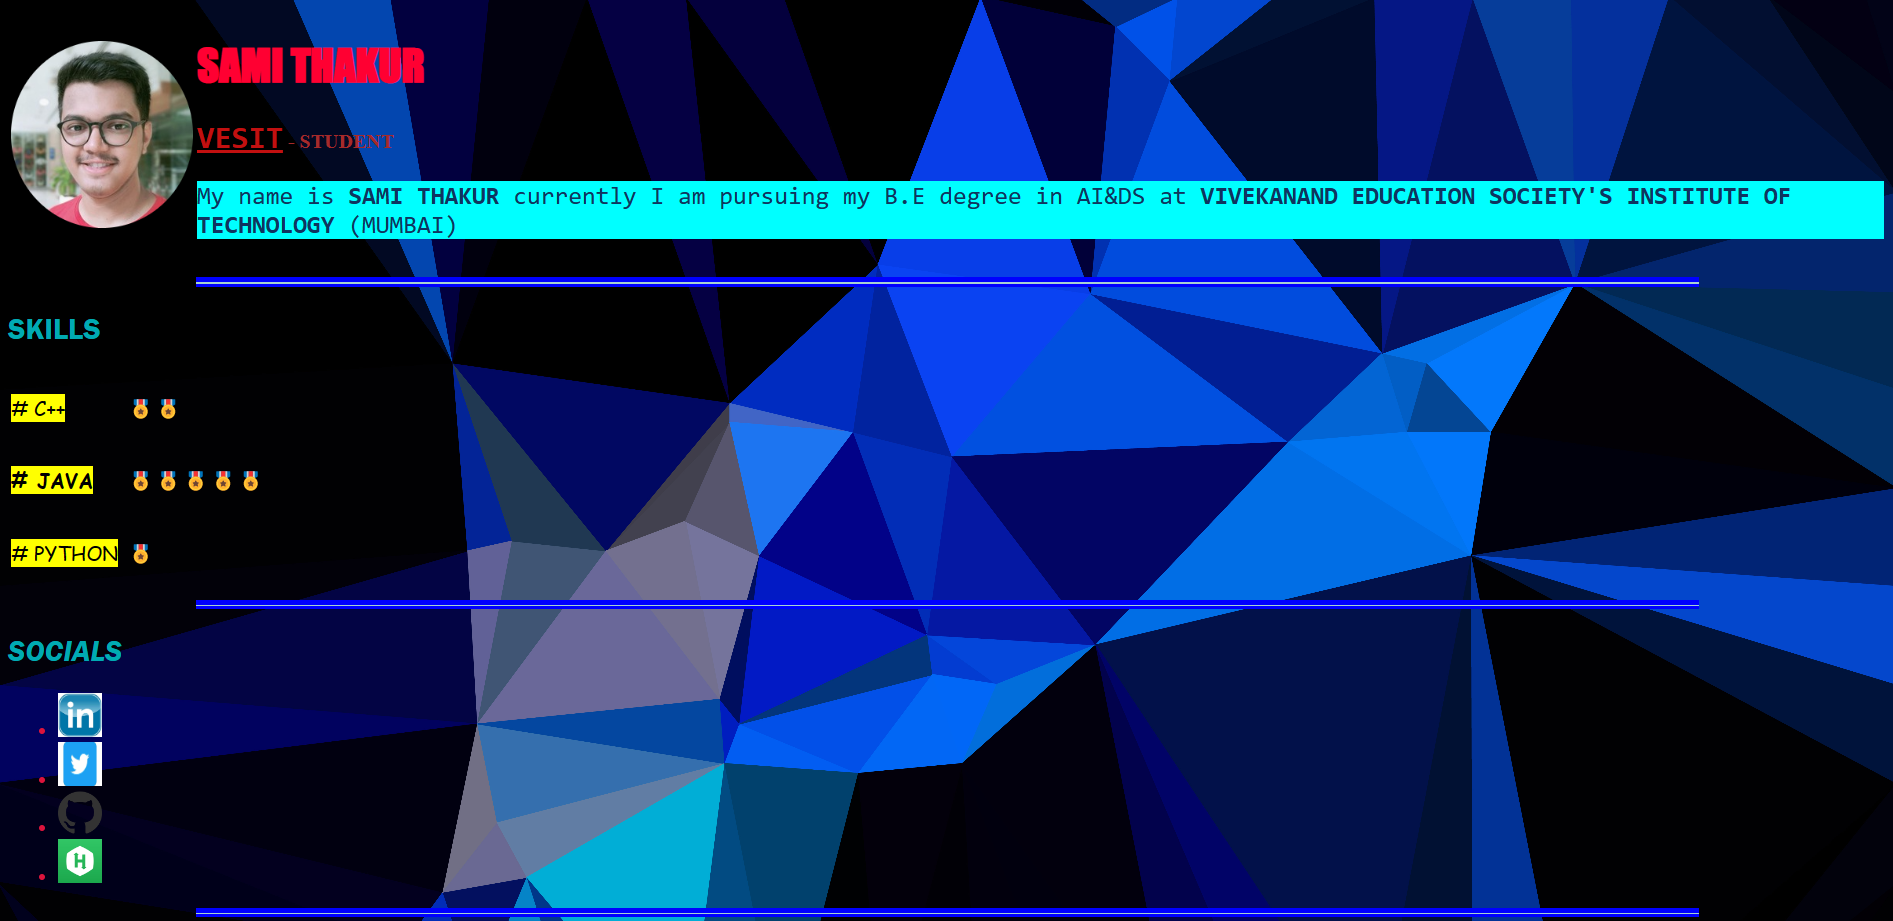 SAMI THAKUR
VESIT - STUDENT
My name is SAMI THAKUR currently I am pursuing my B.E degree in AI&DS at VIVEKANAND EDUCATION SOCIETY'S INSTITUTE OF
TECHNOLOGY (MUMBAI)
SKILLS
# C++
# JAVA
# PYTHON
SOCIALS
in
H